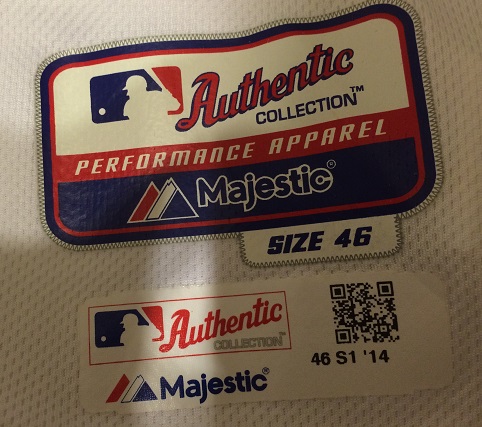 Authentic
COLLECTION™
PERFORMANCE APPAREL
Majestic®
SIZE 46
Authentic
COLLECTION™
Majestic®
46 S1 '14